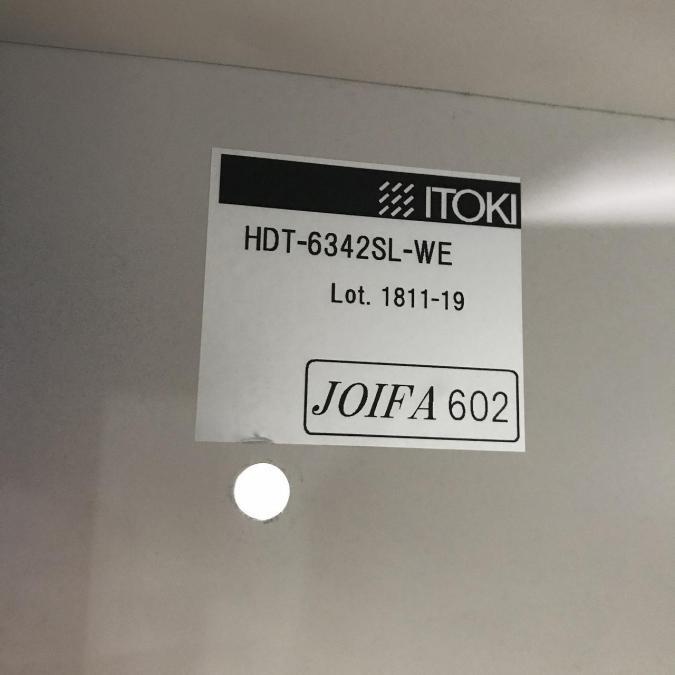 ITOKI
HDT-6342SL-WE
Lot. 1811-19
JOIFA 602